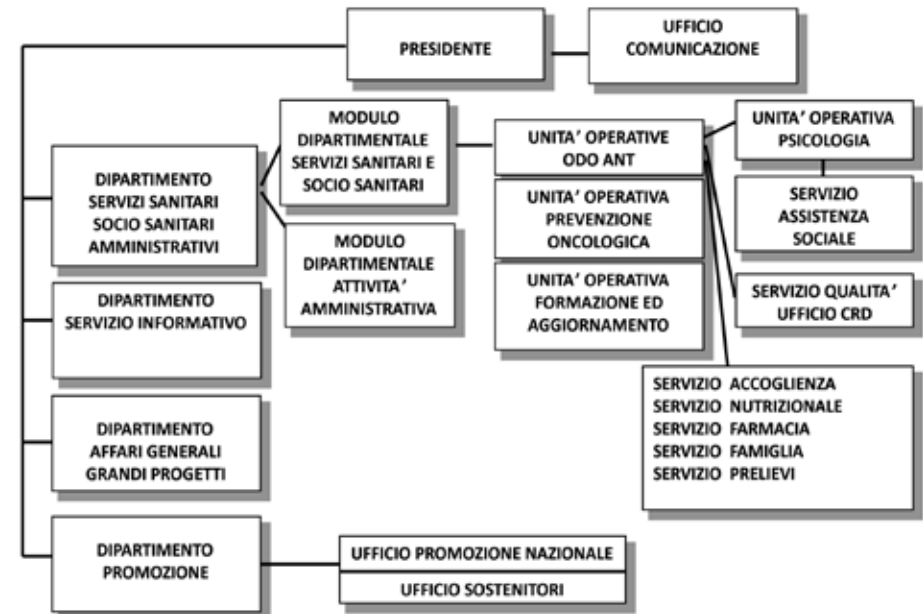 PRESIDENTE
UFFICIO
COMUNICAZIONE
DIPARTIMENTO
SERVIZI SANITARI
SOCIO SANITARI
AMMINISTRATIVI
MODULO
DIPARTIMENTALE
SERVIZI SANITARI E
SOCIO SANITARI
MODULO
DIPARTIMENTALE
ATTIVITA’
AMMINISTRATIVA
UNITA’ OPERATIVE
ODO ANT
UNITA’ OPERATIVA
PREVENZIONE
ONCOLOGICA
UNITA’ OPERATIVA
FORMAZIONE ED
AGGIORNAMENTO
UNITA’ OPERATIVA
PSICOLOGIA
SERVIZIO
ASSISTENZA
SOCIALE
SERVIZIO QUALITA’
UFFICIO CRD
SERVIZIO ACCOGLIENZA
SERVIZIO NUTRIZIONALE
SERVIZIO FARMACIA
SERVIZIO FAMIGLIA
SERVIZIO PRELIEVI
DIPARTIMENTO
SERVIZIO INFORMATIVO
DIPARTIMENTO
AFFARI GENERALI
GRANDI PROGETTI
DIPARTIMENTO
PROMOZIONE
UFFICIO PROMOZIONE NAZIONALE
UFFICIO SOSTENITORI